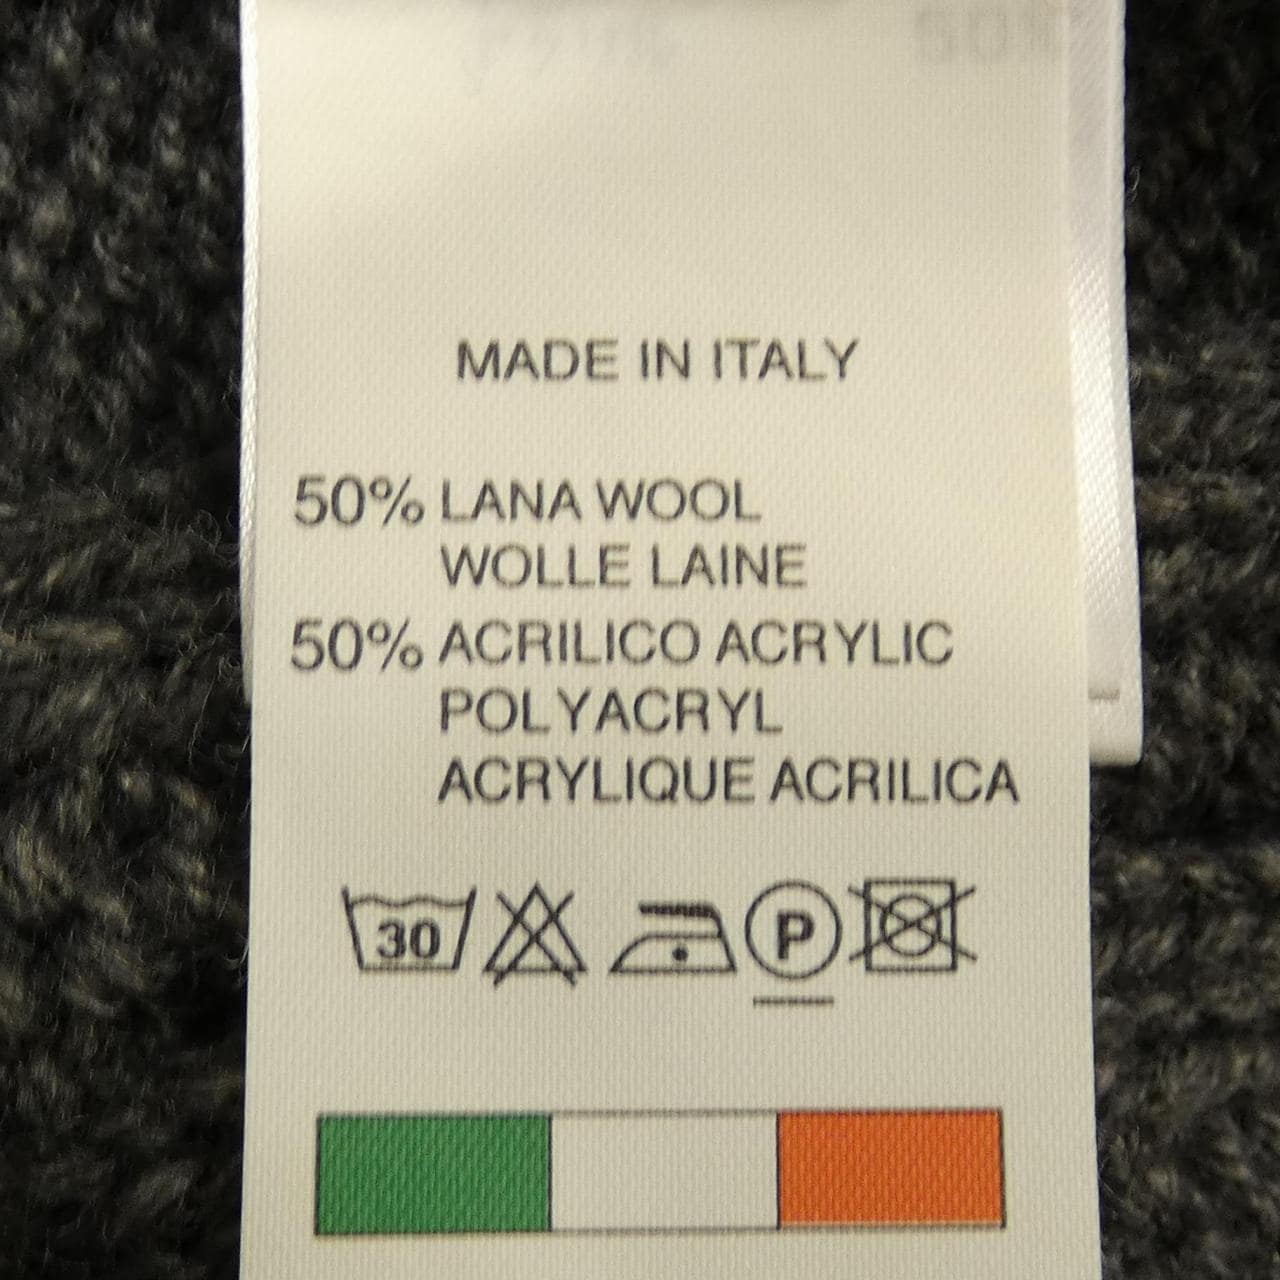 MADE IN ITALY
50% LANA WOOL
WOLLE LAINE
50% ACRILICO ACRYLIC
POLYACRYL
ACRYLIQUE ACRILICA
30 P